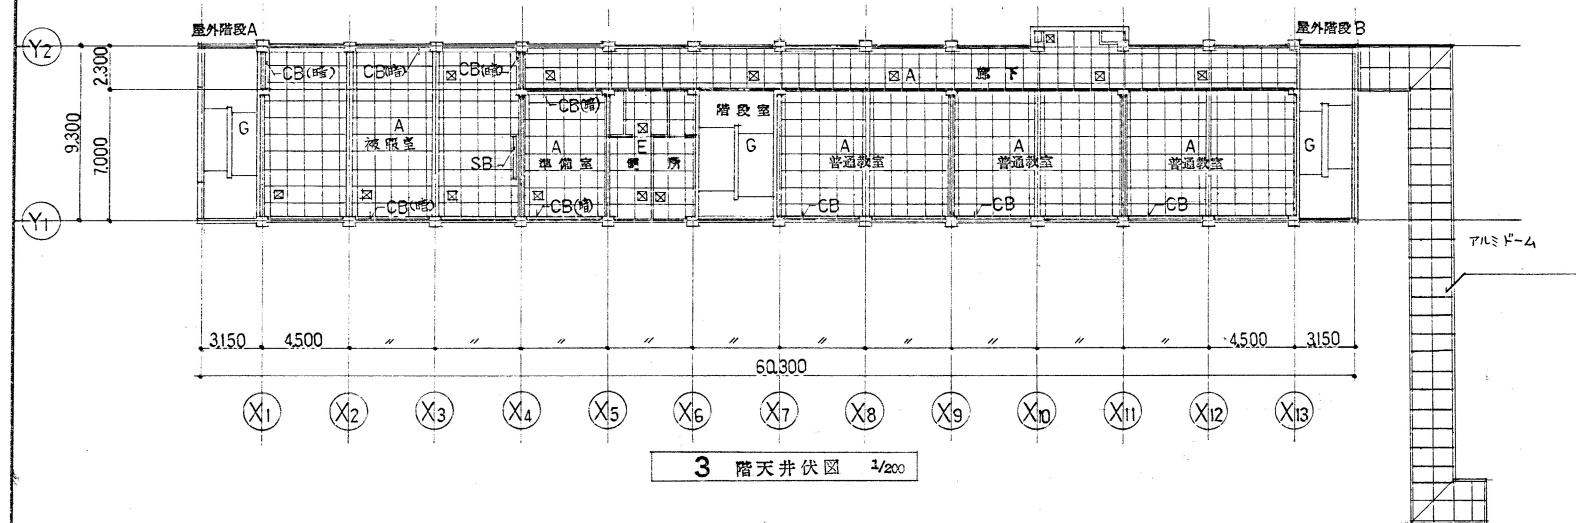 屋外階段A
屋外階段B
Y2
CB(暗)
CB(暗)
CB(暗)
A
廊下
2,300
9,300
7,000
CB(暗)
階段室
G
A
被服室
SB
A
準備室
E
便所
G
A
普通教室
A
普通教室
A
普通教室
G
CB(暗)
CB(暗)
CB
CB
CB
Y1
アルミドーム
3,150
4,500
〃
〃
〃
〃
〃
〃
〃
〃
〃
〃
4,500
3,150
60,300
X1
X2
X3
X4
X5
X6
X7
X8
X9
X10
X11
X12
X13
3 階天井伏図 1/200